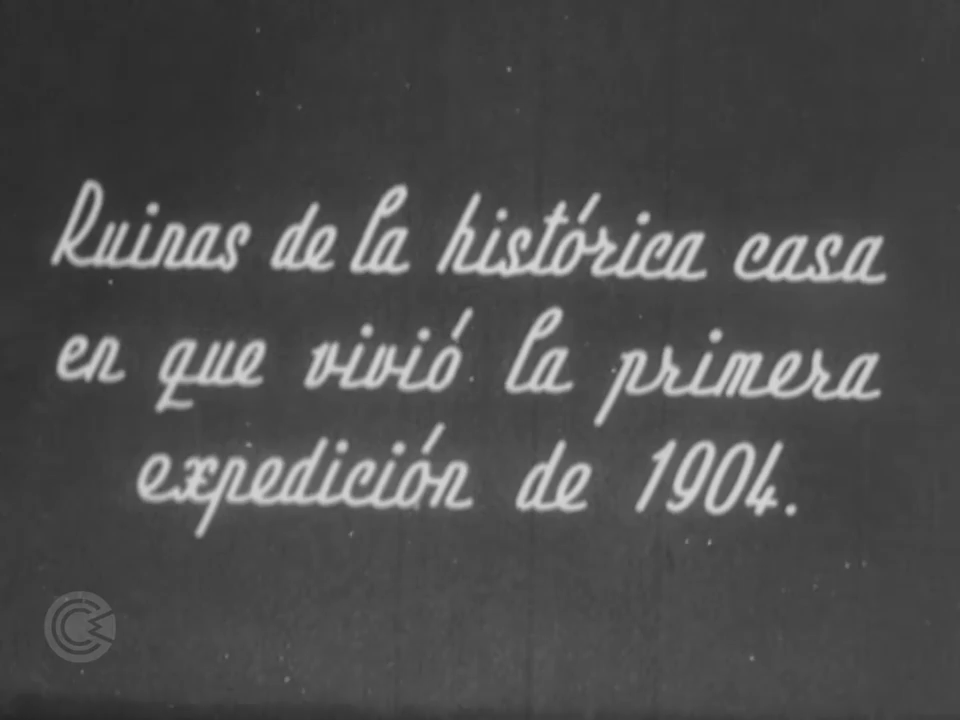 Ruinas de la histórica casa
en que vivió la primera
expedición de 1904.